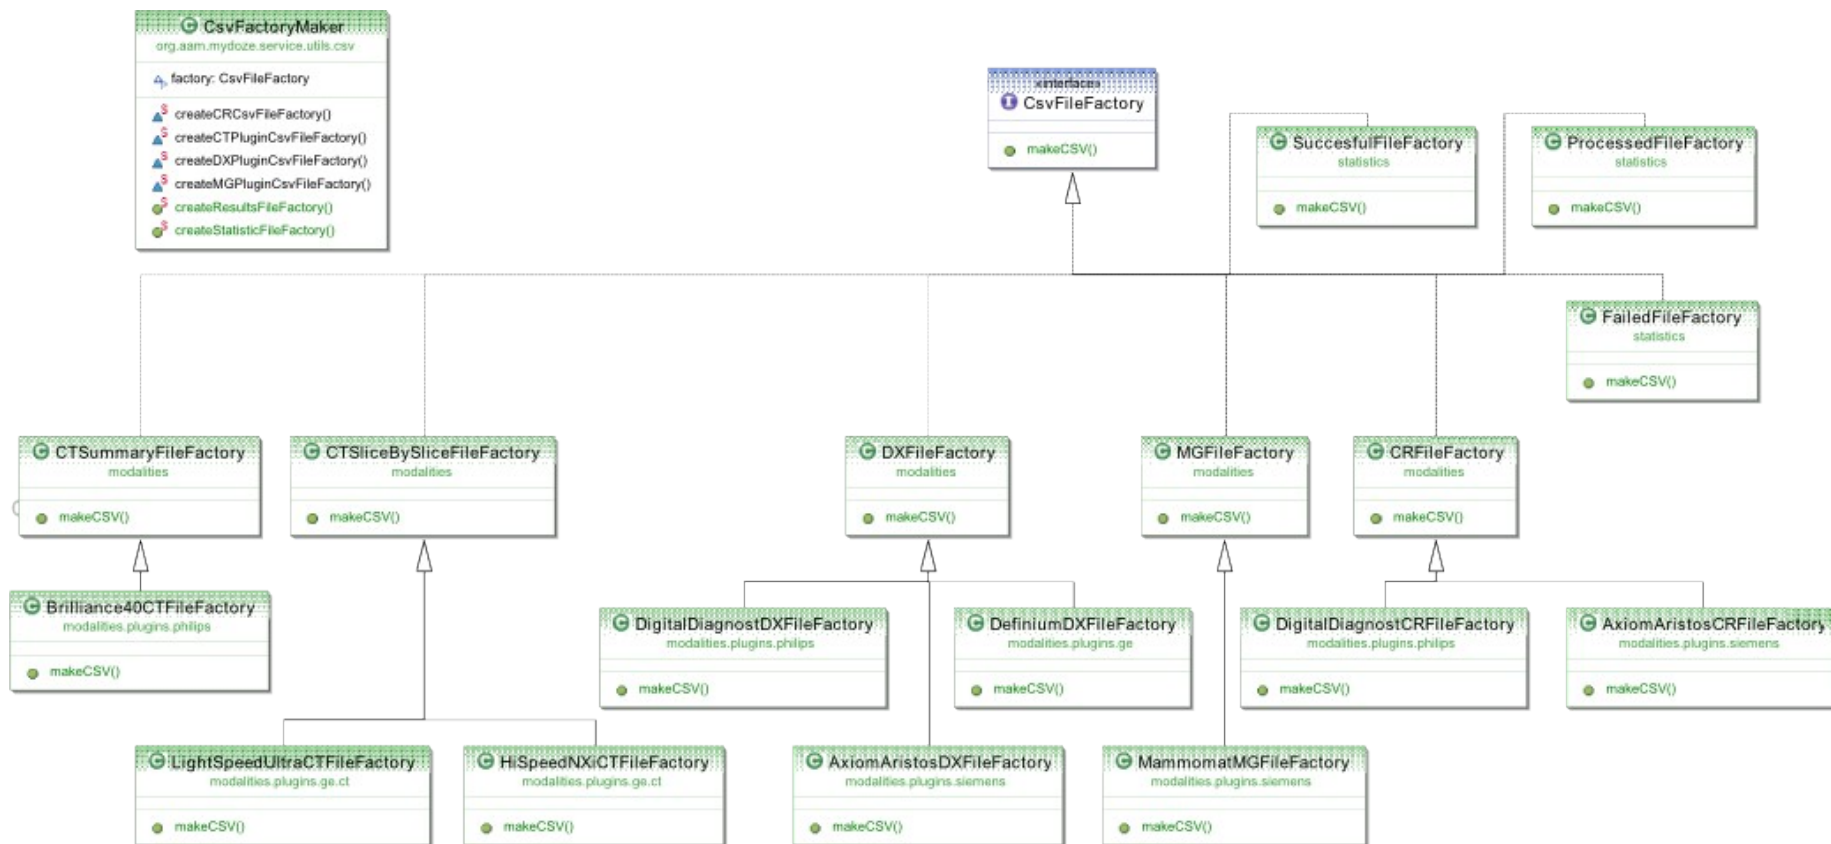 CsvFactoryMaker
org.aam.mydoze.service.utils.csv
factory: CsvFileFactory
createCRCsvFileFactory()
createCTPluginCsvFileFactory()
createDXPluginCsvFileFactory()
createMGPluginCsvFileFactory()
createResultsFileFactory()
createStatisticFileFactory()
«interface»
CsvFileFactory
makeCSV()
SuccesfulFileFactory
statistics
makeCSV()
ProcessedFileFactory
statistics
makeCSV()
FailedFileFactory
statistics
makeCSV()
CTSummaryFileFactory
modalities
makeCSV()
CTSliceBySliceFileFactory
modalities
makeCSV()
DXFileFactory
modalities
makeCSV()
MGFileFactory
modalities
makeCSV()
CRFileFactory
modalities
makeCSV()
Brilliance40CTFileFactory
modalities.plugins.philips
makeCSV()
DigitalDiagnostDXFileFactory
modalities.plugins.philips
makeCSV()
DefiniumDXFileFactory
modalities.plugins.ge
makeCSV()
DigitalDiagnostCRFileFactory
modalities.plugins.philips
makeCSV()
AxiomAristosCRFileFactory
modalities.plugins.siemens
makeCSV()
LightSpeedUltraCTFileFactory
modalities.plugins.ge.ct
makeCSV()
HiSpeedNXiCTFileFactory
modalities.plugins.ge.ct
makeCSV()
AxiomAristosDXFileFactory
modalities.plugins.siemens
makeCSV()
MammomatMGFileFactory
modalities.plugins.siemens
makeCSV()